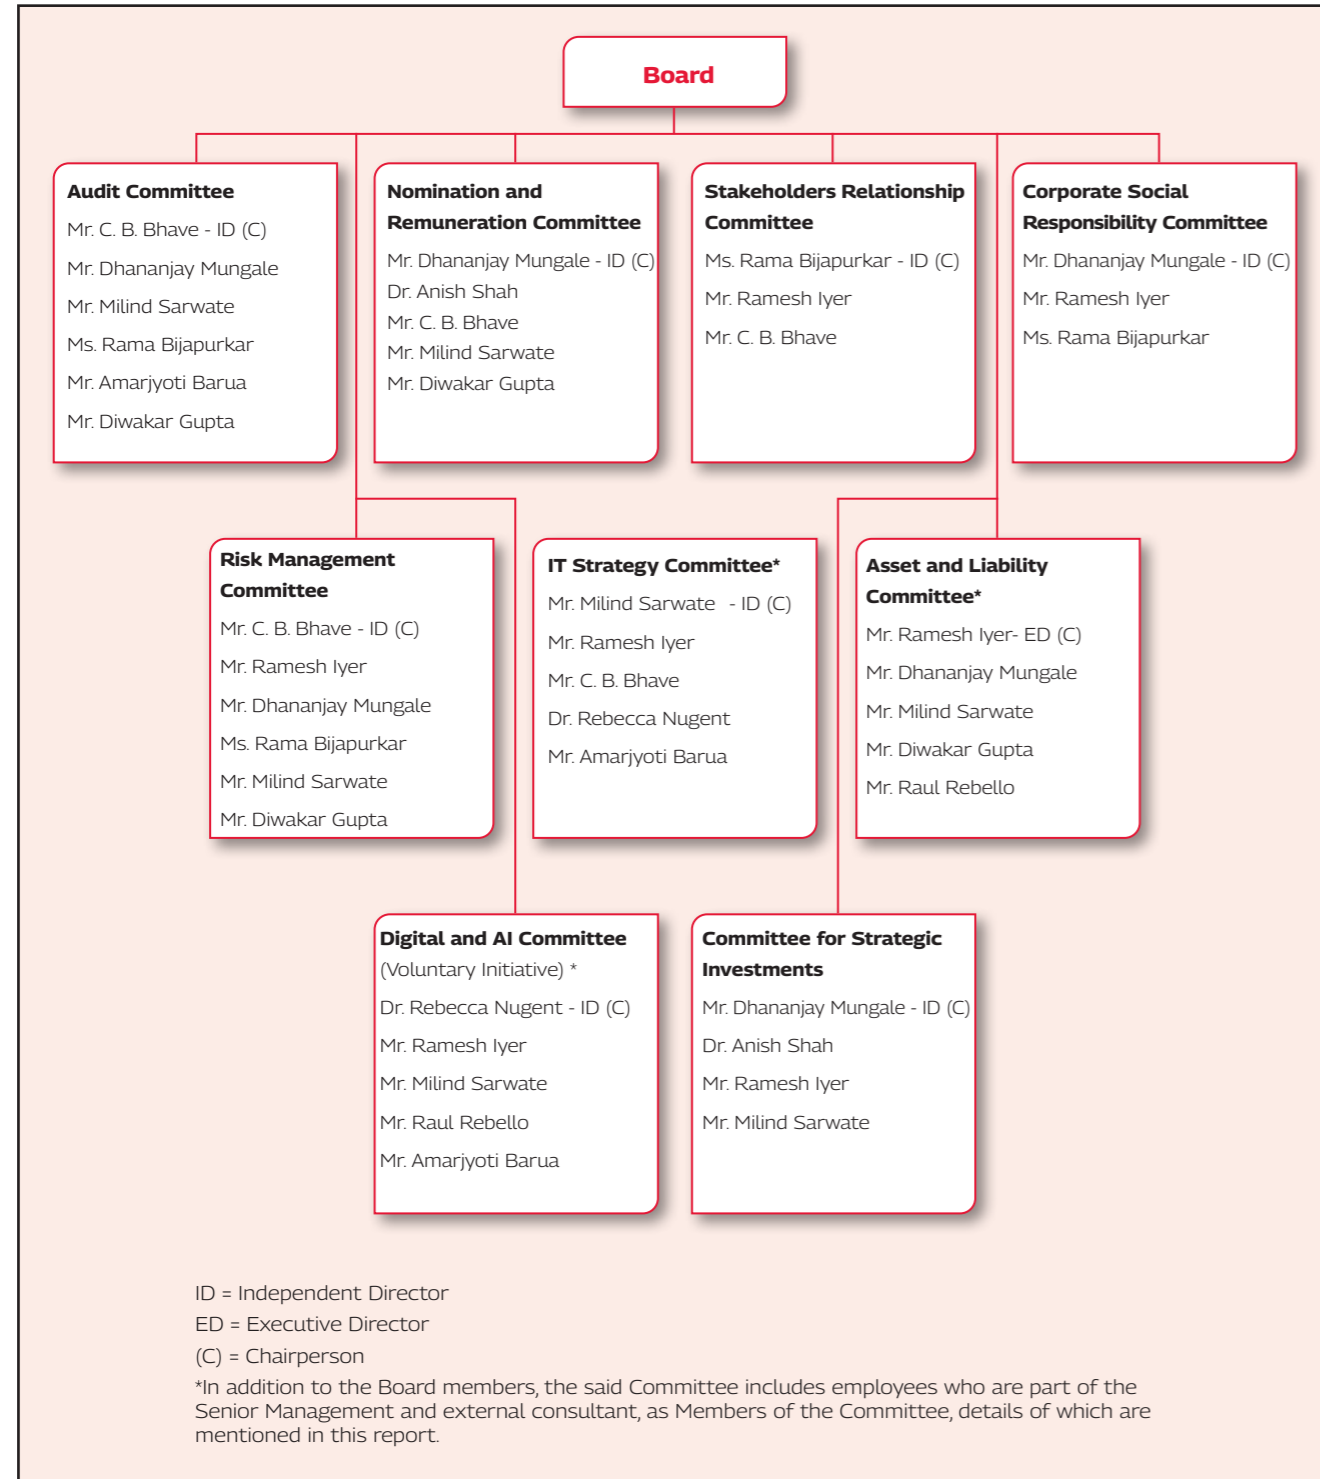 Board
Audit Committee
Mr. C. B. Bhave - ID (C)
Mr. Dhananjay Mungale
Mr. Milind Sarwate
Ms. Rama Bijapurkar
Mr. Amarjyoti Barua
Mr. Diwakar Gupta
Nomination and
Remuneration Committee
Mr. Dhananjay Mungale - ID (C)
Dr. Anish Shah
Mr. C. B. Bhave
Mr. Milind Sarwate
Mr. Diwakar Gupta
Stakeholders Relationship
Committee
Ms. Rama Bijapurkar - ID (C)
Mr. Ramesh Iyer
Mr. C. B. Bhave
Corporate Social
Responsibility Committee
Mr. Dhananjay Mungale - ID (C)
Mr. Ramesh Iyer
Ms. Rama Bijapurkar
Risk Management
Committee
Mr. C. B. Bhave - ID (C)
Mr. Ramesh Iyer
Mr. Dhananjay Mungale
Ms. Rama Bijapurkar
Mr. Milind Sarwate
Mr. Diwakar Gupta
IT Strategy Committee*
Mr. Milind Sarwate - ID (C)
Mr. Ramesh Iyer
Mr. C. B. Bhave
Dr. Rebecca Nugent
Mr. Amarjyoti Barua
Asset and Liability
Committee*
Mr. Ramesh Iyer- ED (C)
Mr. Dhananjay Mungale
Mr. Milind Sarwate
Mr. Diwakar Gupta
Mr. Raul Rebello
Digital and AI Committee
(Voluntary Initiative) *
Dr. Rebecca Nugent - ID (C)
Mr. Ramesh Iyer
Mr. Milind Sarwate
Mr. Raul Rebello
Mr. Amarjyoti Barua
Committee for Strategic
Investments
Mr. Dhananjay Mungale - ID (C)
Dr. Anish Shah
Mr. Ramesh Iyer
Mr. Milind Sarwate
ID = Independent Director
ED = Executive Director
(C) = Chairperson
*In addition to the Board members, the said Committee includes employees who are part of the
Senior Management and external consultant, as Members of the Committee, details of which are
mentioned in this report.